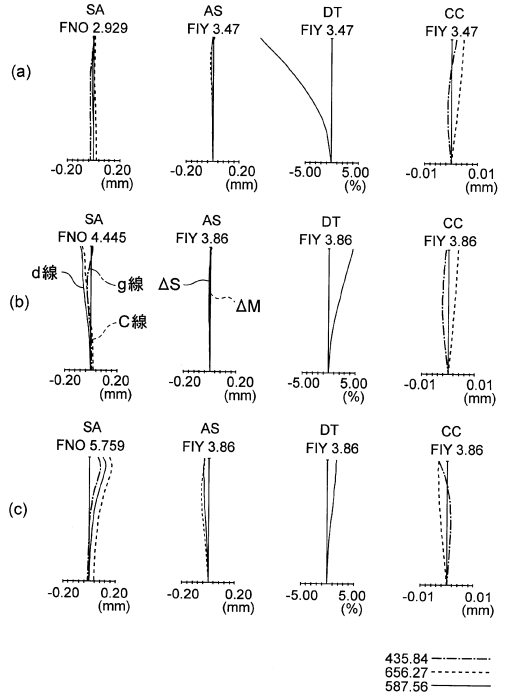 SA AS DT CC
FNO 2.929 FIY 3.47 FIY 3.47 FIY 3.47
(a)
-0.20 0.20 -0.20 0.20 -5.00 5.00 -0.01 0.01
(mm) (mm) (%) (mm)
SA AS DT CC
FNO 4.445 FIY 3.86 FIY 3.86 FIY 3.86
d線 g線 ΔS
(b) ΔM
C線
-0.20 0.20 -0.20 0.20 -5.00 5.00 -0.01 0.01
(mm) (mm) (%) (mm)
SA AS DT CC
FNO 5.759 FIY 3.86 FIY 3.86 FIY 3.86
(c)
-0.20 0.20 -0.20 0.20 -5.00 5.00 -0.01 0.01
(mm) (mm) (%) (mm)
435.84
656.27
587.56